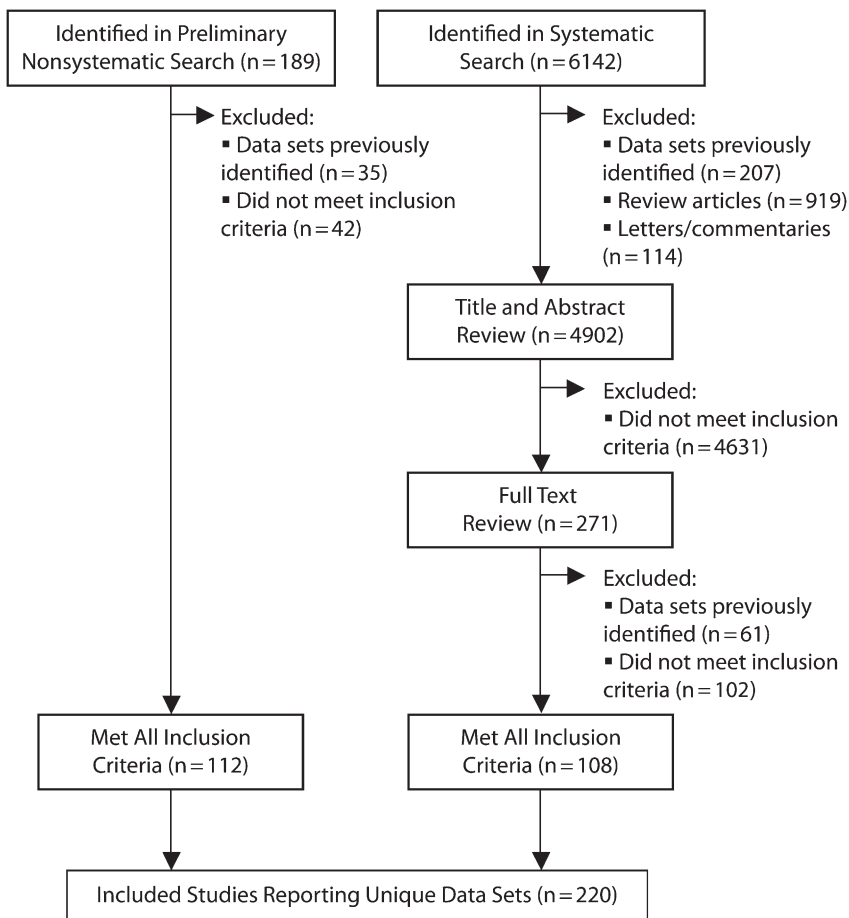 Identified in Preliminary
Nonsystematic Search (n=189)
Excluded:
▪ Data sets previously
identified (n=35)
▪ Did not meet inclusion
criteria (n=42)
Identified in Systematic
Search (n=6142)
Excluded:
▪ Data sets previously
identified (n=207)
▪ Review articles (n=919)
▪ Letters/commentaries
(n=114)
Title and Abstract
Review (n=4902)
Excluded:
▪ Did not meet inclusion
criteria (n=4631)
Full Text
Review (n=271)
Excluded:
▪ Data sets previously
identified (n=61)
▪ Did not meet inclusion
criteria (n=102)
Met All Inclusion
Criteria (n=112)
Met All Inclusion
Criteria (n=108)
Included Studies Reporting Unique Data Sets (n=220)